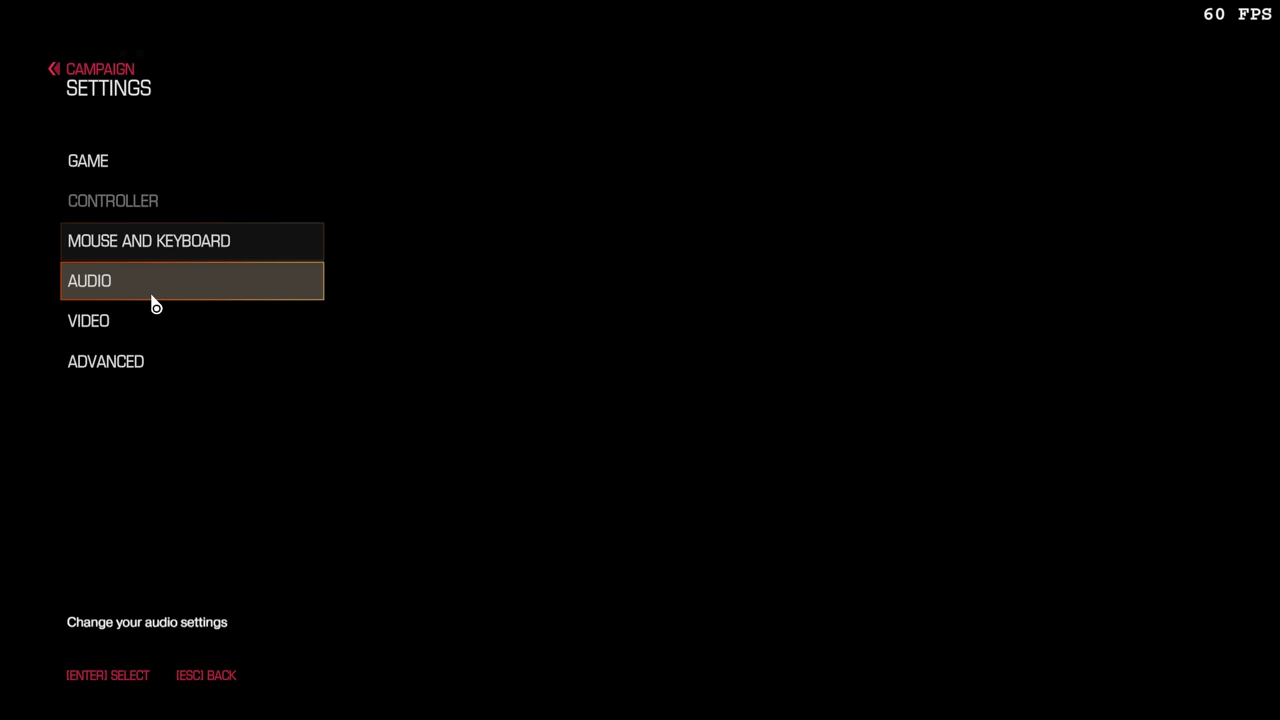 60 FPS
CAMPAIGN
SETTINGS
GAME
CONTROLLER
MOUSE AND KEYBOARD
AUDIO
VIDEO
ADVANCED
Change your audio settings
[ENTER] SELECT [ESC] BACK